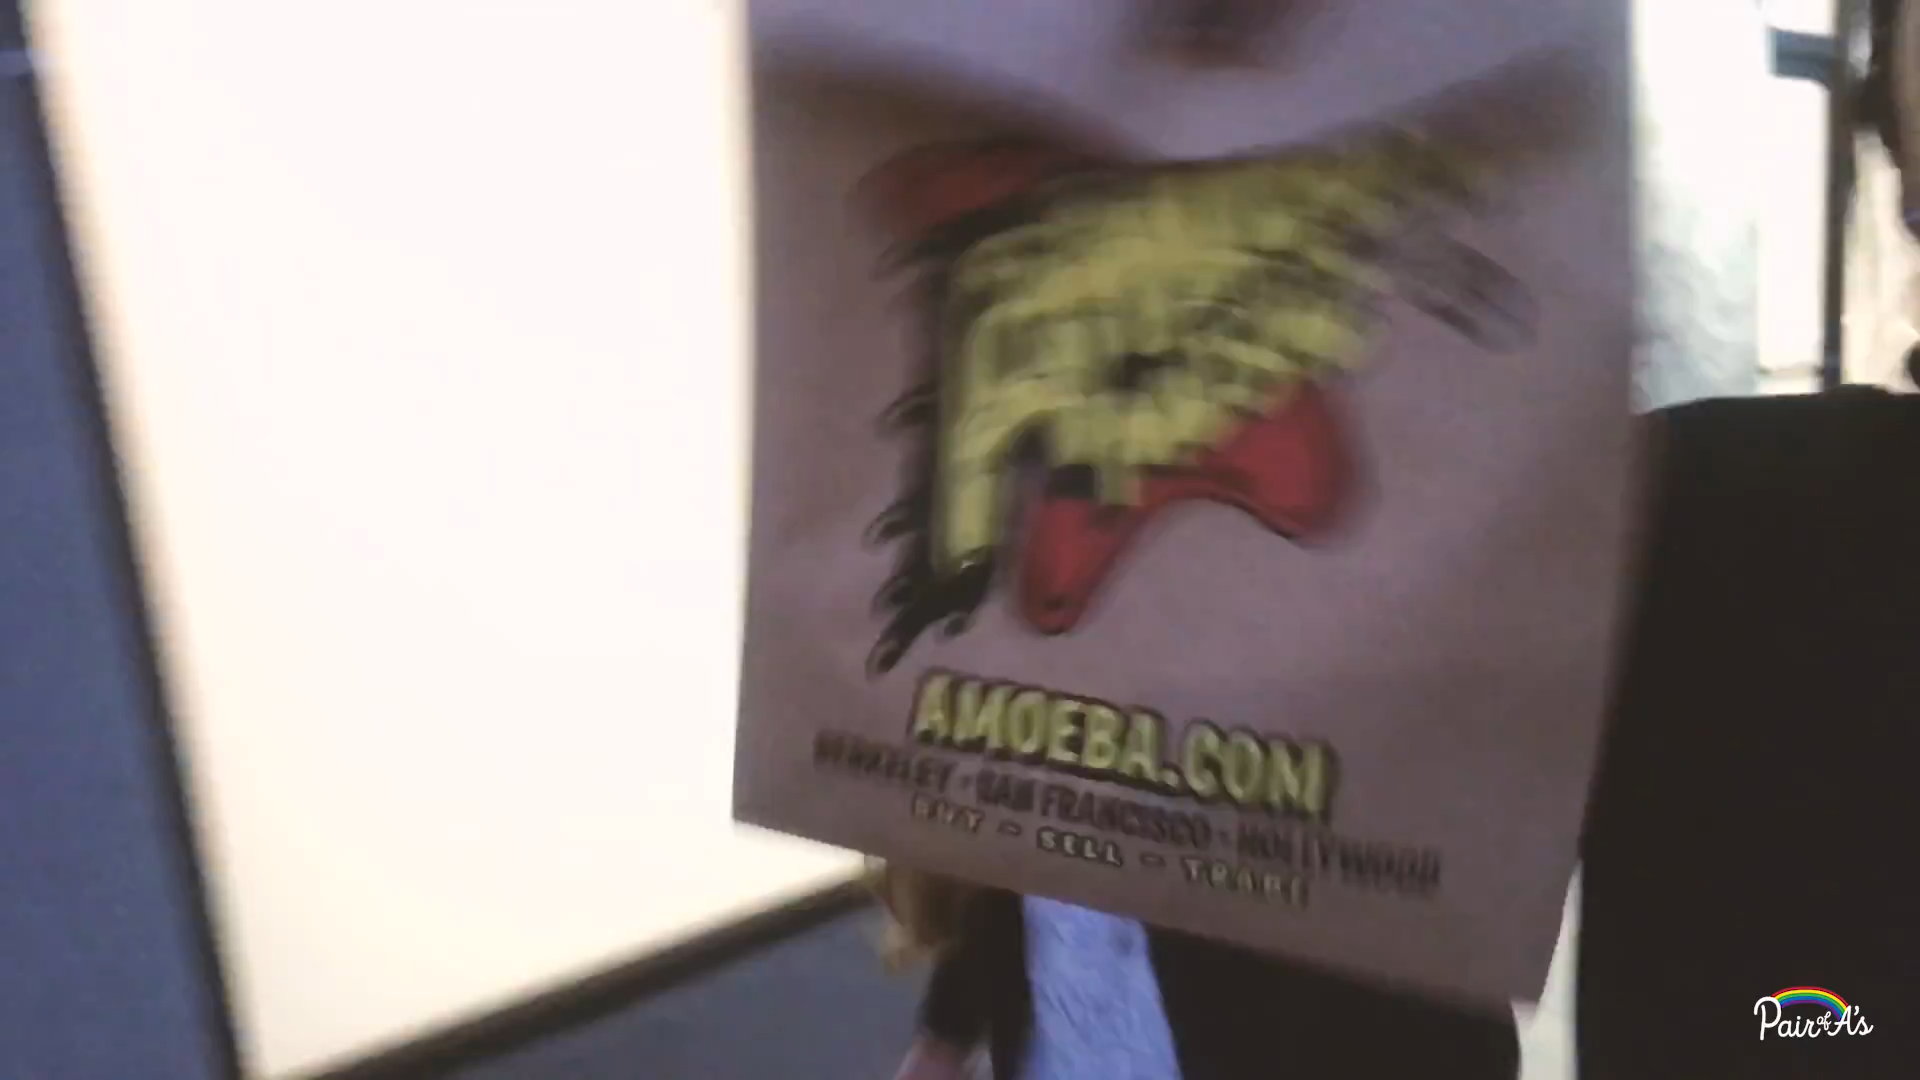 AMOEBA.COM
BERKELEY · SAN FRANCISCO · HOLLYWOOD
BUY - SELL - TRADE
Pair of A's